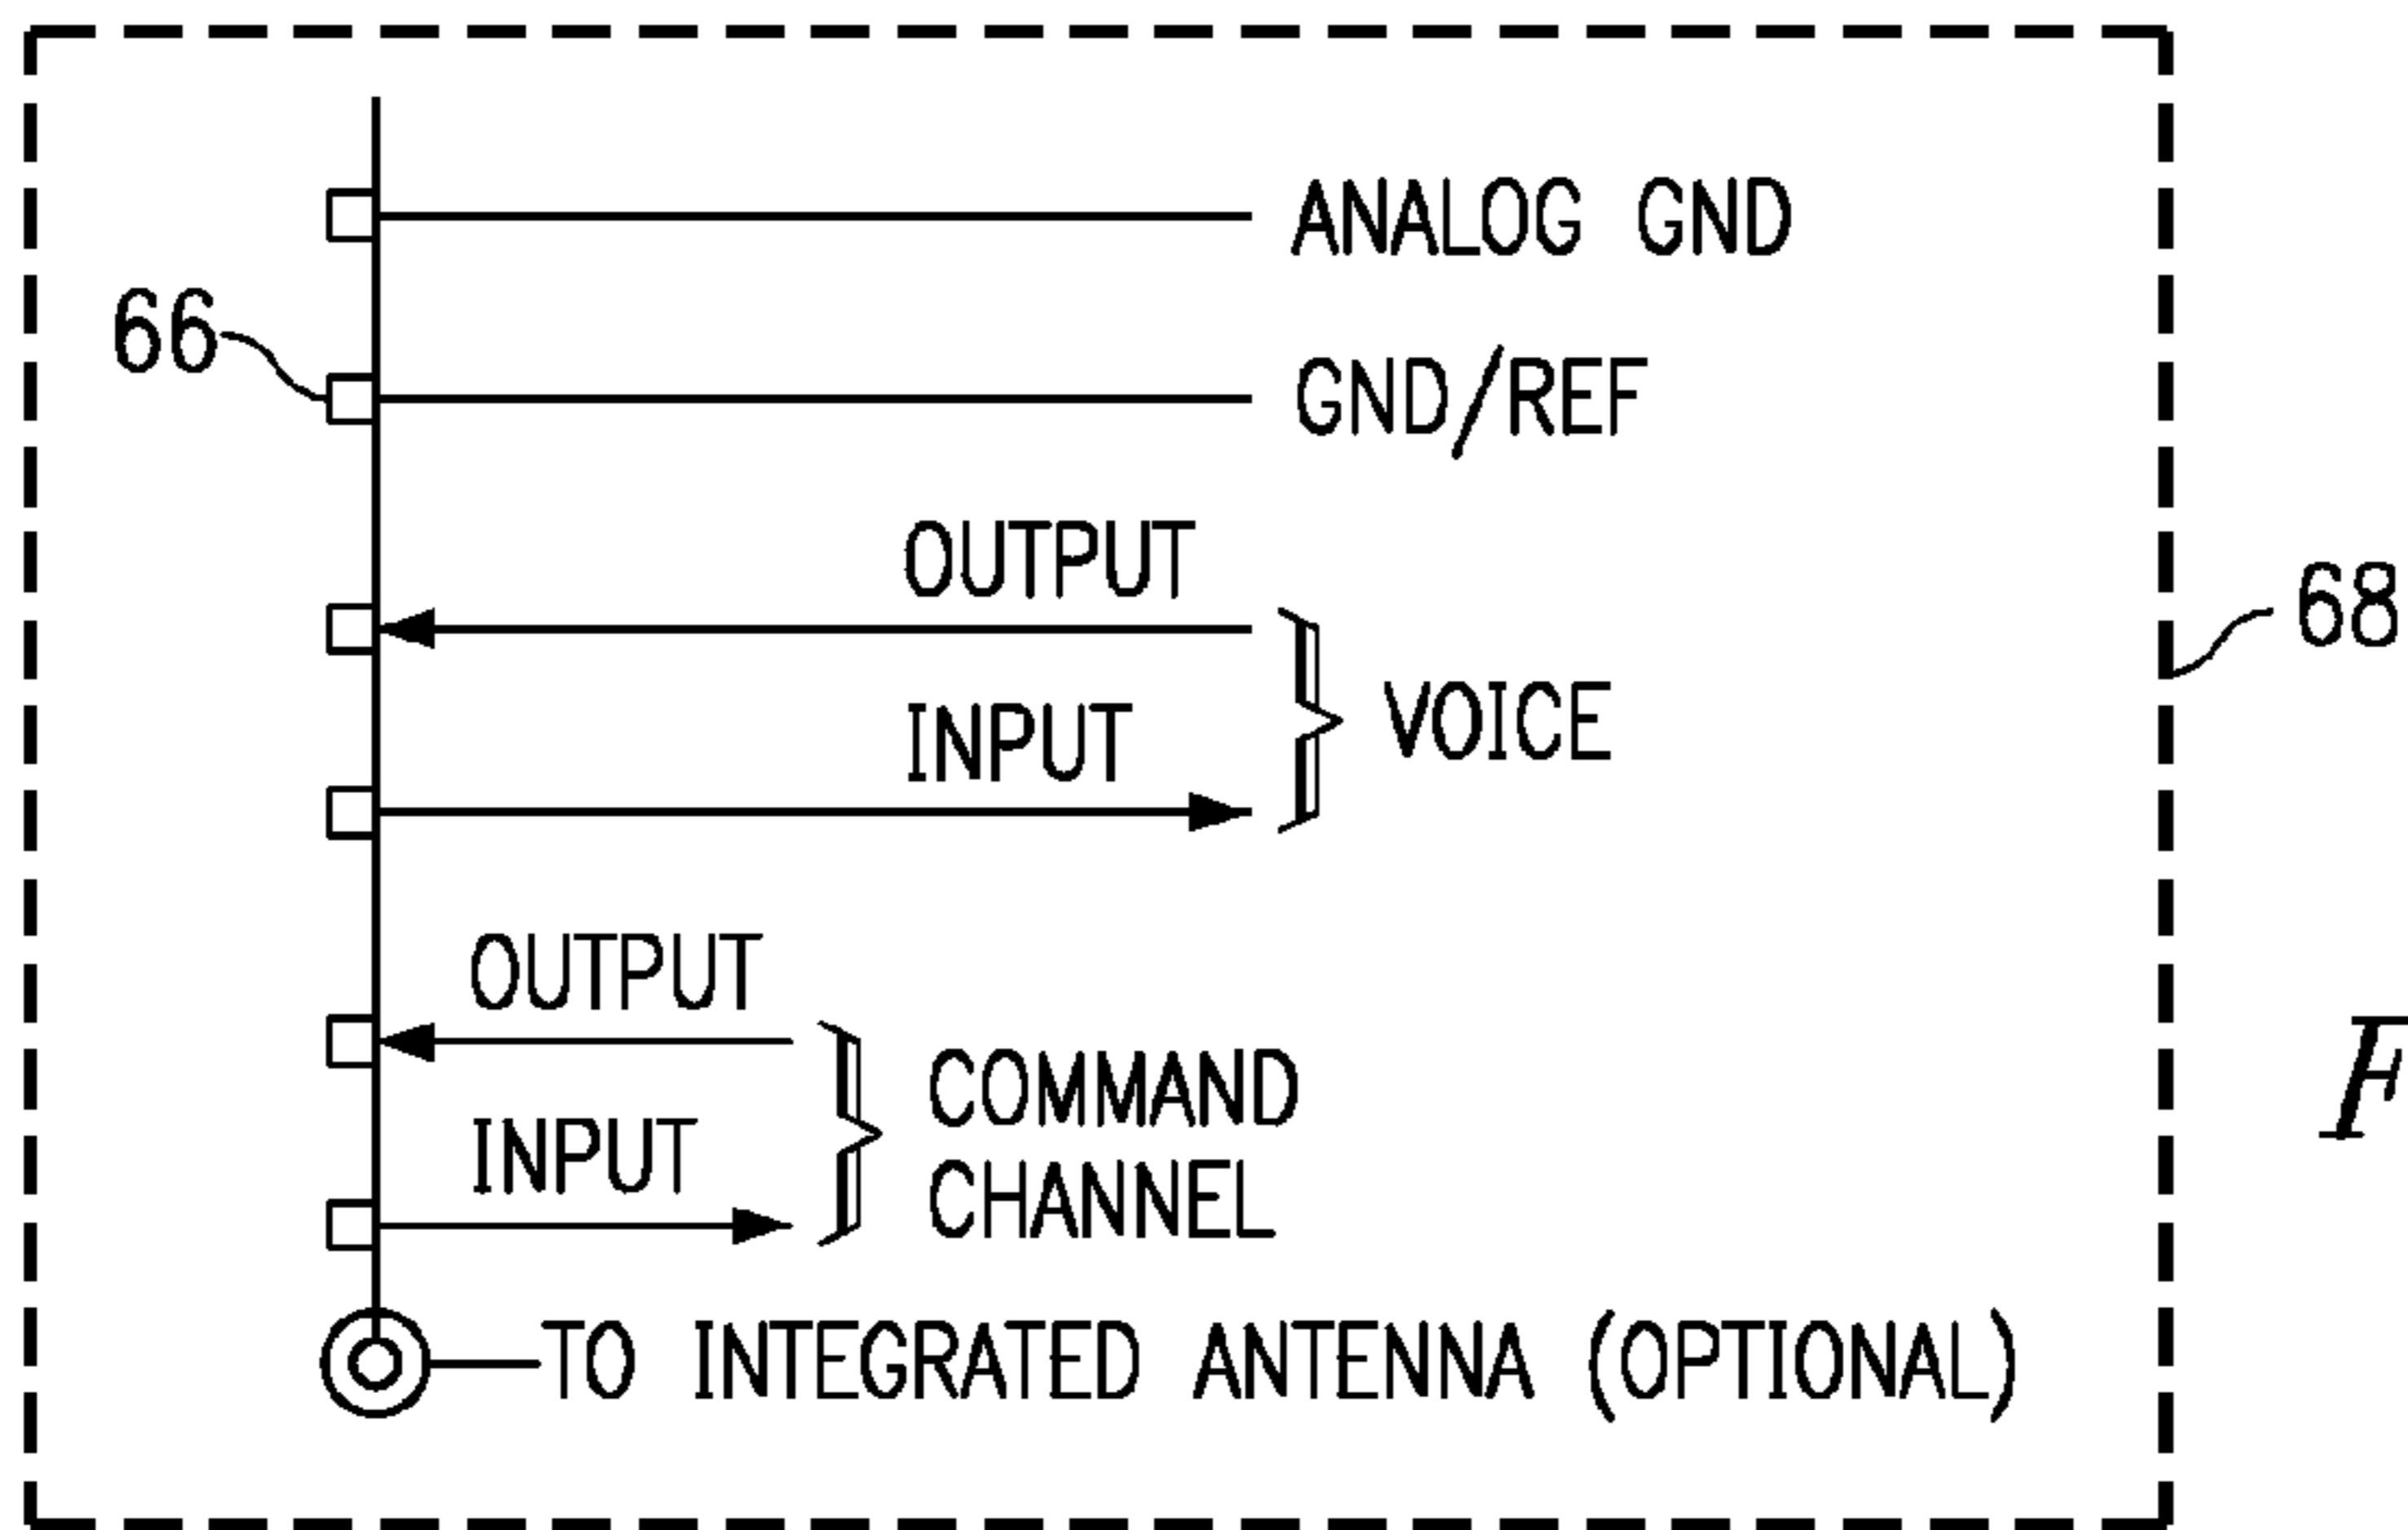 ANALOG GND
66
GND/REF
OUTPUT
68
INPUT
VOICE
OUTPUT
COMMAND
INPUT
CHANNEL
TO INTEGRATED ANTENNA (OPTIONAL)
F